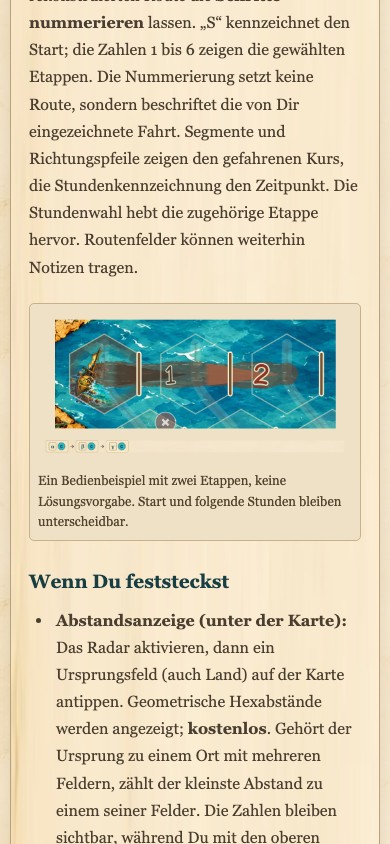 nummerieren lassen. „S“ kennzeichnet den
Start; die Zahlen 1 bis 6 zeigen die gewählten
Etappen. Die Nummerierung setzt keine
Route, sondern beschriftet die von Dir
eingezeichnete Fahrt. Segmente und
Richtungspfeile zeigen den gefahrenen Kurs,
die Stundenkennzeichnung den Zeitpunkt. Die
Stundenwahl hebt die zugehörige Etappe
hervor. Routenfelder können weiterhin
Notizen tragen.
1 2
Ein Bedienbeispiel mit zwei Etappen, keine
Lösungsvorgabe. Start und folgende Stunden bleiben
unterscheidbar.
Wenn Du feststeckst
• Abstandsanzeige (unter der Karte):
Das Radar aktivieren, dann ein
Ursprungsfeld (auch Land) auf der Karte
antippen. Geometrische Hexabstände
werden angezeigt; kostenlos. Gehört der
Ursprung zu einem Ort mit mehreren
Feldern, zählt der kleinste Abstand zu
einem seiner Felder. Die Zahlen bleiben
sichtbar, während Du mit den oberen